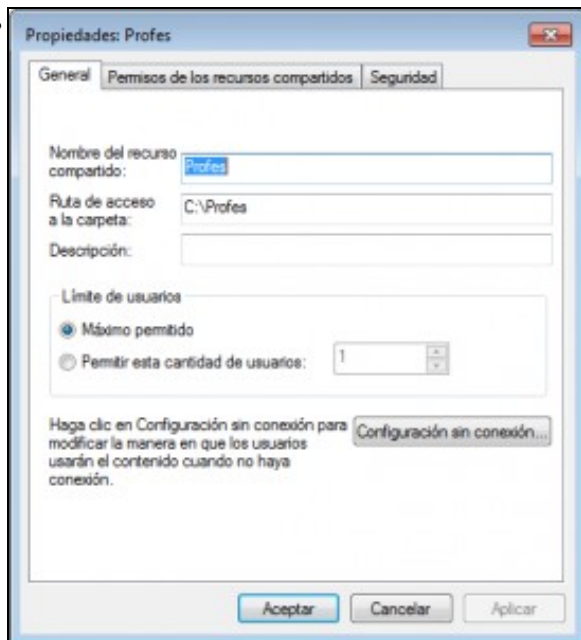 Propiedades: Profes
General Permisos de los recursos compartidos Seguridad
Nombre del recurso
compartido:
Profes
Ruta de acceso
a la carpeta:
C:\Profes
Descripción:
Límite de usuarios
Máximo permitido
Permitir esta cantidad de usuarios: 1
Haga clic en Configuración sin conexión para
modificar la manera en que los usuarios
usarán el contenido cuando no haya
conexión.
Configuración sin conexión...
Aceptar Cancelar Aplicar